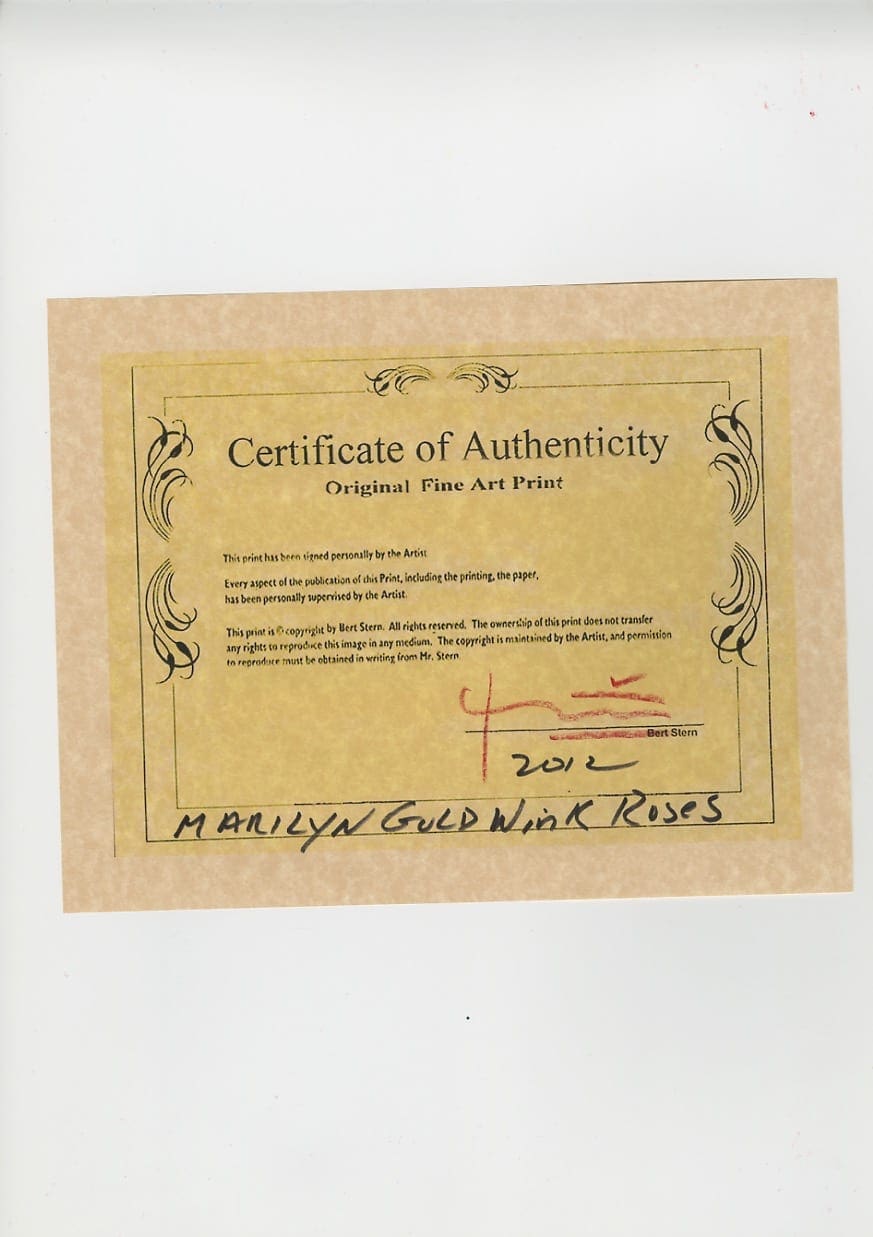 Certificate of Authenticity
Original Fine Art Print
This print has been signed personally by the Artist
Every aspect of the publication of this Print, including the printing, the paper,
has been personally supervised by the Artist.
This print is © copyright by Bert Stern. All rights reserved. The ownership of this print does not transfer
any rights to reproduce this image in any medium. The copyright is maintained by the Artist, and permission
to reproduce must be obtained in writing from Mr. Stern.
Bert Stern
2012
MARILYN GOLD Wink Roses